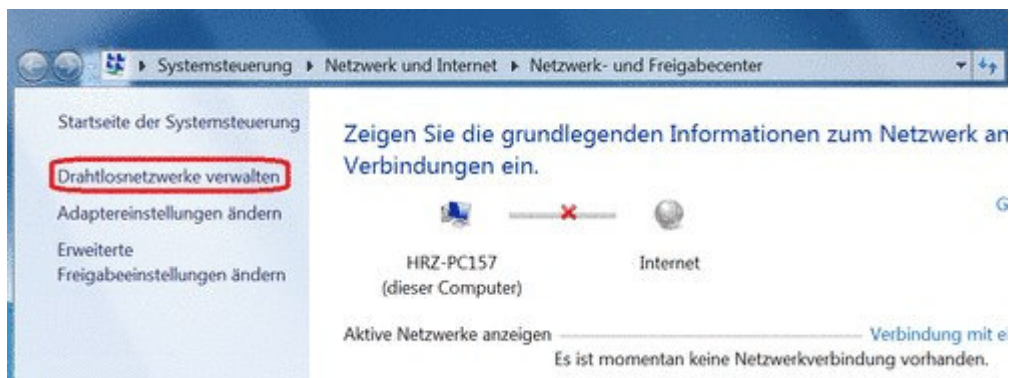 Systemsteuerung Netzwerk und Internet Netzwerk- und Freigabecenter
Startseite der Systemsteuerung
Drahtlosnetzwerke verwalten
Adaptereinstellungen ändern
Erweiterte
Freigabeeinstellungen ändern
Zeigen Sie die grundlegenden Informationen zum Netzwerk an
Verbindungen ein.
G
HRZ-PC157
(dieser Computer)
Internet
Aktive Netzwerke anzeigen Verbindung mit e
Es ist momentan keine Netzwerkverbindung vorhanden.